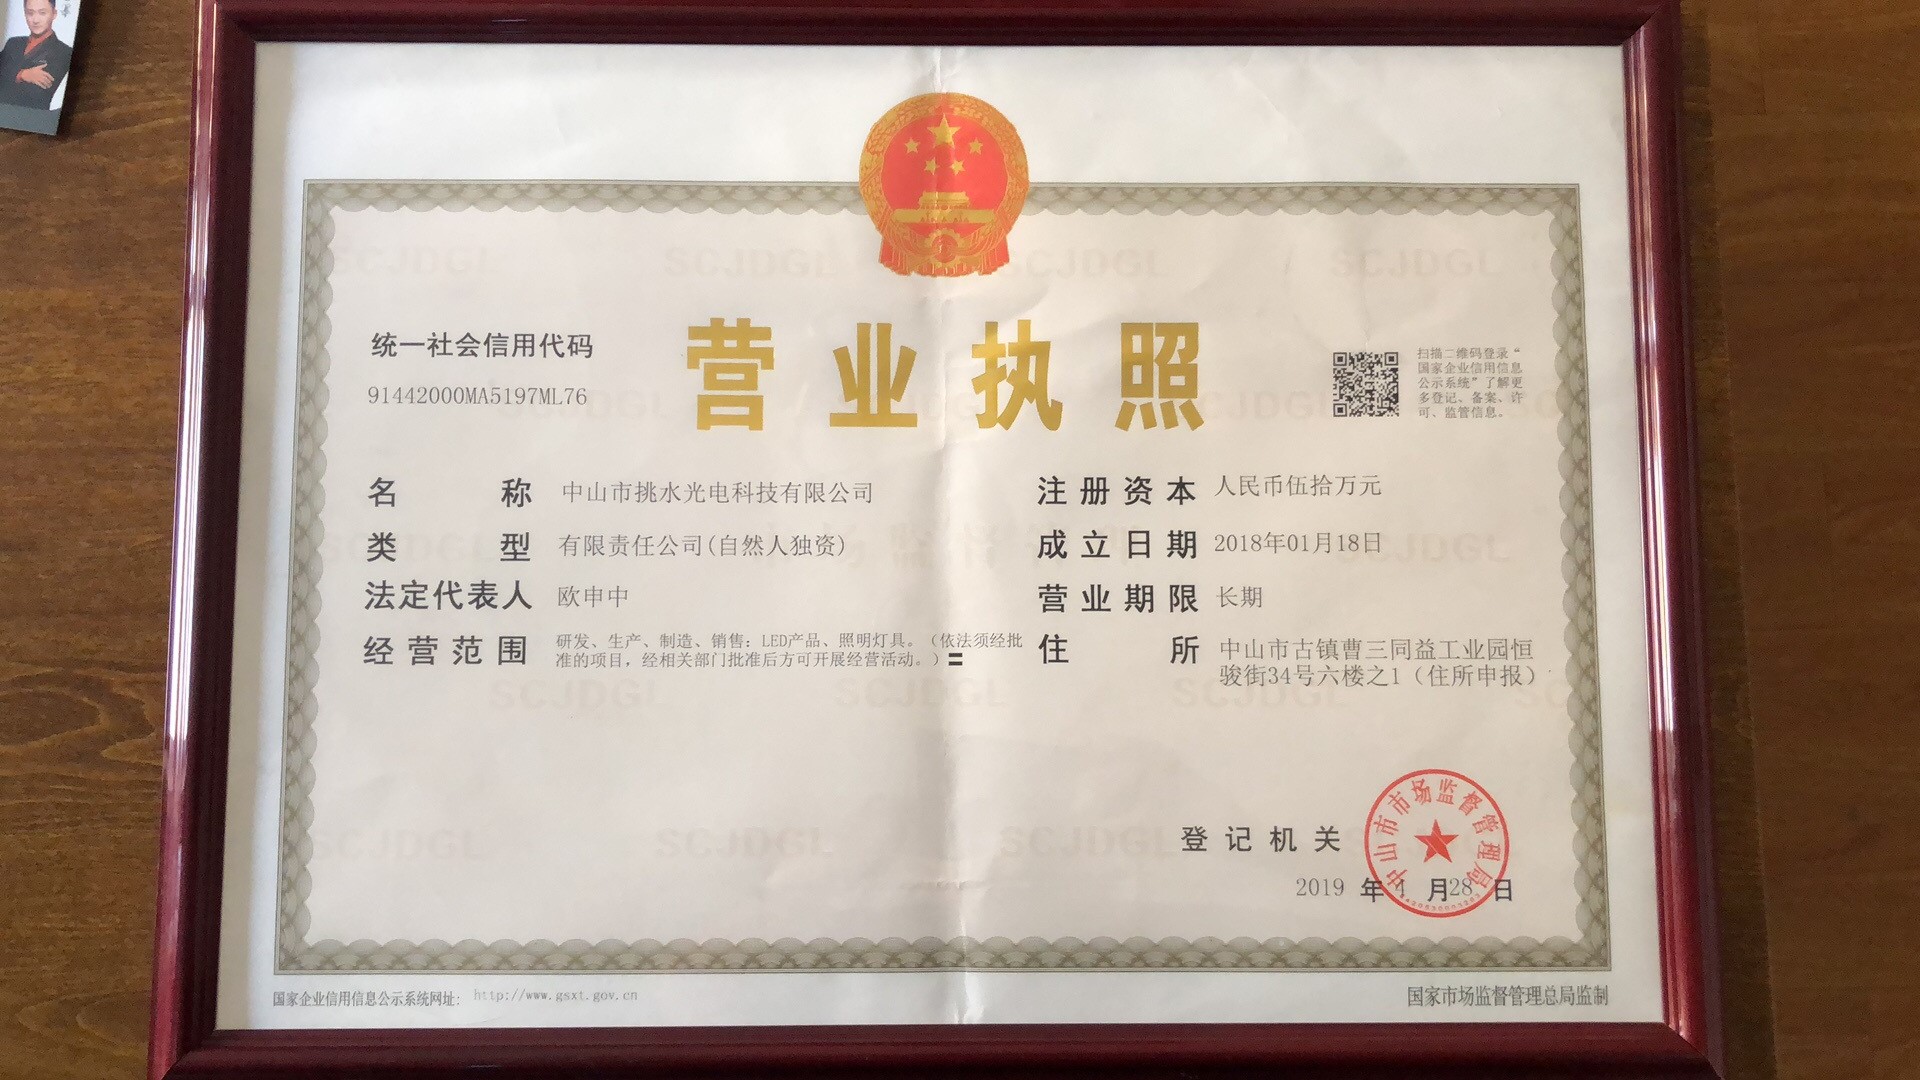 营业执照
统一社会信用代码
91442000MA5197ML76
扫描二维码登录“
国家企业信用信息
公示系统”了解更
多登记、备案、许
可、监管信息。
名称 中山市挑水光电科技有限公司
类型 有限责任公司(自然人独资)
法定代表人 欧申中
经营范围 研发、生产、制造、销售：LED产品、照明灯具。（依法须经批
准的项目，经相关部门批准后方可开展经营活动。）〓
注册资本 人民币伍拾万元
成立日期 2018年01月18日
营业期限 长期
住所 中山市古镇曹三同益工业园恒
骏街34号六楼之1（住所申报）
登记机关
中山市市场监督管理局
2019 年 4 月 28 日
国家企业信用信息公示系统网址： http://www.gsxt.gov.cn
国家市场监督管理总局监制
SCJDGL